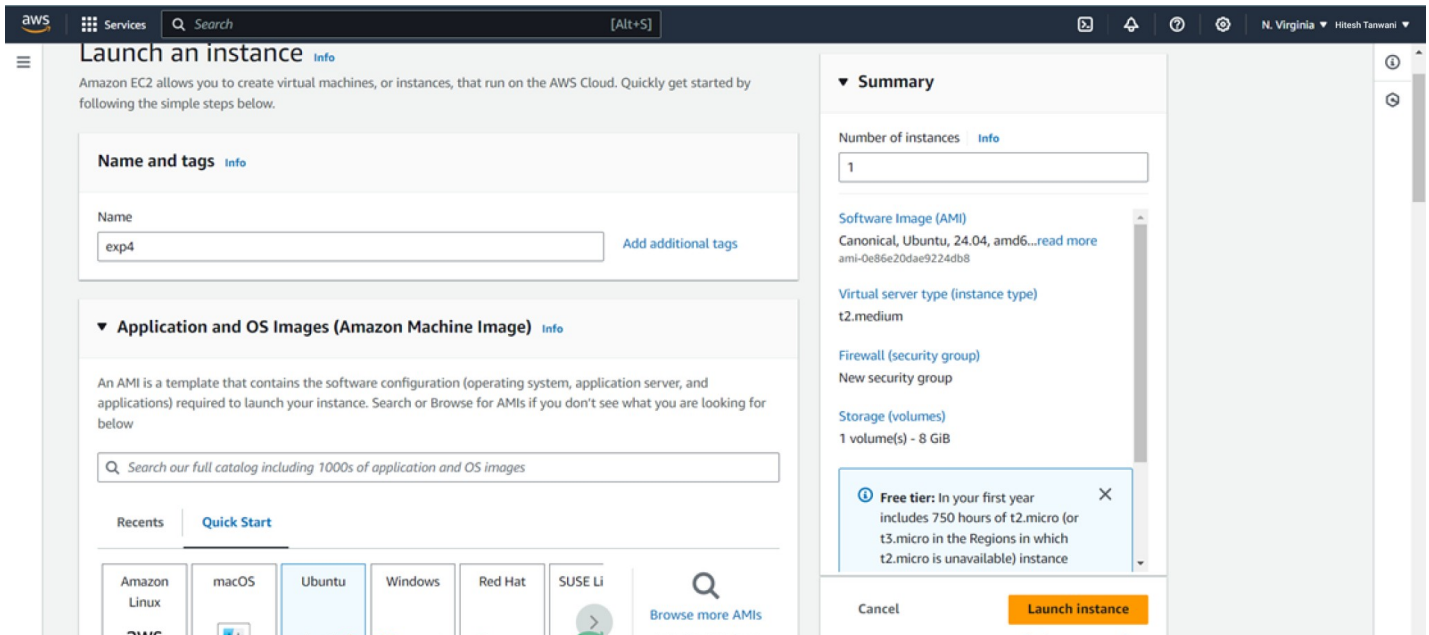 aws
Services
Search
[Alt+S]
N. Virginia
Hitesh Tanwani
Launch an instance Info
Amazon EC2 allows you to create virtual machines, or instances, that run on the AWS Cloud. Quickly get started by
following the simple steps below.
Name and tags Info
Name
exp4
Add additional tags
Application and OS Images (Amazon Machine Image) Info
An AMI is a template that contains the software configuration (operating system, application server, and
applications) required to launch your instance. Search or Browse for AMIs if you don't see what you are looking for
below
Search our full catalog including 1000s of application and OS images
Recents
Quick Start
Amazon
Linux
aws
macOS
Ubuntu
Windows
Red Hat
SUSE Li
Browse more AMIs
Summary
Number of instances Info
1
Software Image (AMI)
Canonical, Ubuntu, 24.04, amd6...read more
ami-0e86e20dae9224db8
Virtual server type (instance type)
t2.medium
Firewall (security group)
New security group
Storage (volumes)
1 volume(s) - 8 GiB
Free tier: In your first year
includes 750 hours of t2.micro (or
t3.micro in the Regions in which
t2.micro is unavailable) instance
Cancel
Launch instance